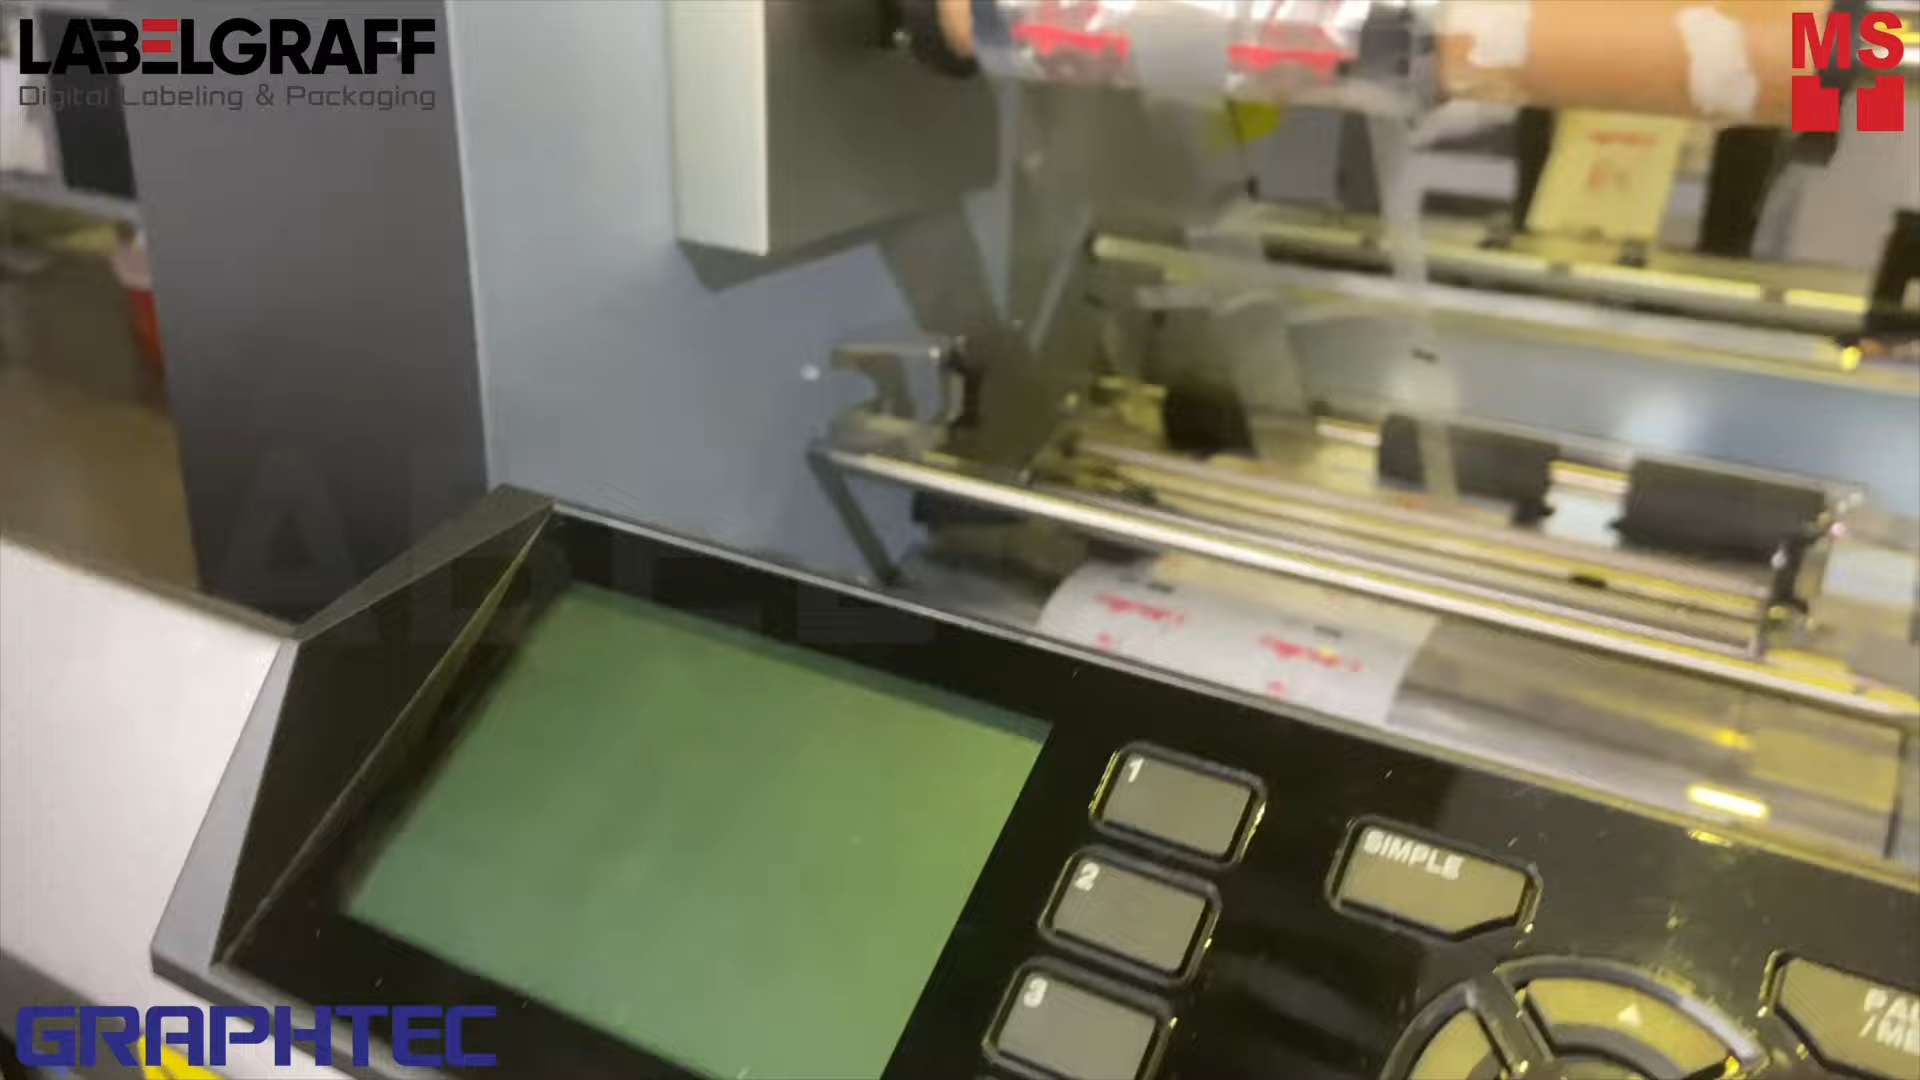 LABELGRAFF
Digital Labeling & Packaging
MS
1
2
3
SIMPLE
GRAPHTEC